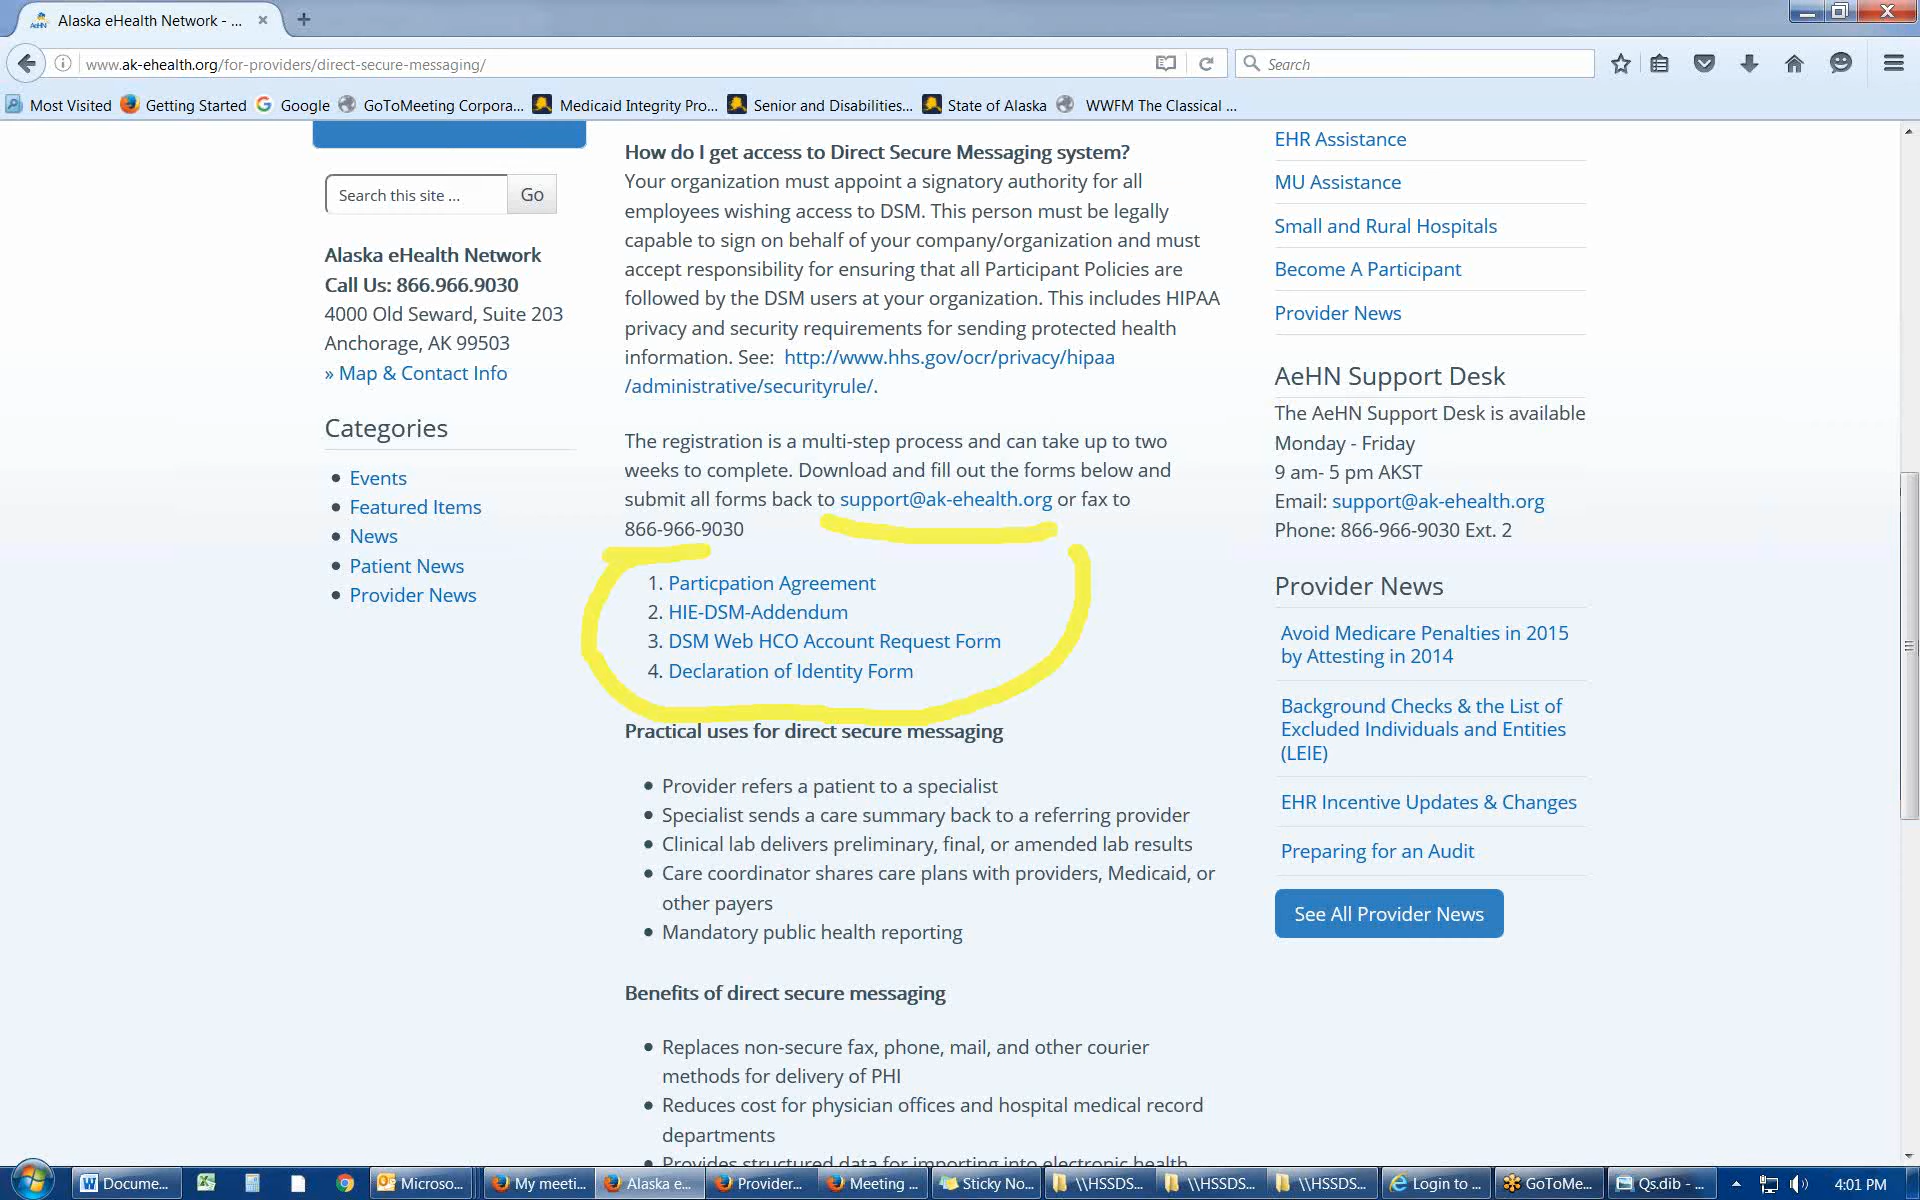 Alaska eHealth Network - ...
www.ak-ehealth.org/for-providers/direct-secure-messaging/
Search
Most Visited
Getting Started
Google
GoToMeeting Corpora...
Medicaid Integrity Pro...
Senior and Disabilities...
State of Alaska
WWFM The Classical ...
Search this site ...
Go
Alaska eHealth Network
Call Us: 866.966.9030
4000 Old Seward, Suite 203
Anchorage, AK 99503
» Map & Contact Info
Categories
Events
Featured Items
News
Patient News
Provider News
How do I get access to Direct Secure Messaging system?
Your organization must appoint a signatory authority for all
employees wishing access to DSM. This person must be legally
capable to sign on behalf of your company/organization and must
accept responsibility for ensuring that all Participant Policies are
followed by the DSM users at your organization. This includes HIPAA
privacy and security requirements for sending protected health
information. See: http://www.hhs.gov/ocr/privacy/hipaa
/administrative/securityrule/.
The registration is a multi-step process and can take up to two
weeks to complete. Download and fill out the forms below and
submit all forms back to support@ak-ehealth.org or fax to
866-966-9030
1. Particpation Agreement
2. HIE-DSM-Addendum
3. DSM Web HCO Account Request Form
4. Declaration of Identity Form
Practical uses for direct secure messaging
Provider refers a patient to a specialist
Specialist sends a care summary back to a referring provider
Clinical lab delivers preliminary, final, or amended lab results
Care coordinator shares care plans with providers, Medicaid, or
other payers
Mandatory public health reporting
Benefits of direct secure messaging
Replaces non-secure fax, phone, mail, and other courier
methods for delivery of PHI
Reduces cost for physician offices and hospital medical record
departments
Provides structured data for importing into electronic health
EHR Assistance
MU Assistance
Small and Rural Hospitals
Become A Participant
Provider News
AeHN Support Desk
The AeHN Support Desk is available
Monday - Friday
9 am- 5 pm AKST
Email: support@ak-ehealth.org
Phone: 866-966-9030 Ext. 2
Provider News
Avoid Medicare Penalties in 2015
by Attesting in 2014
Background Checks & the List of
Excluded Individuals and Entities
(LEIE)
EHR Incentive Updates & Changes
Preparing for an Audit
See All Provider News
Docume...
Microso...
My meeti...
Alaska e...
Provider...
Meeting ...
Sticky No...
\\HSSDS...
\\HSSDS...
\\HSSDS...
Login to ...
GoToMe...
Qs.dib - ...
4:01 PM